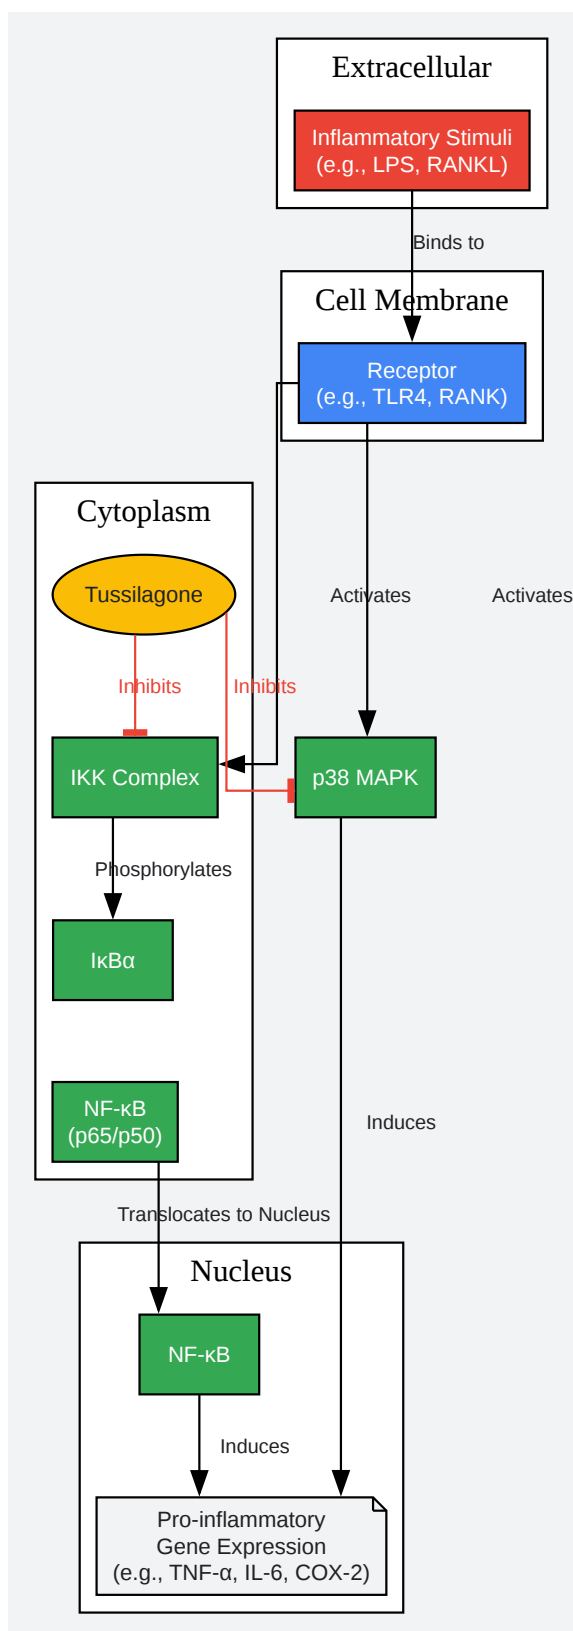 Extracellular
Inflammatory Stimuli
(e.g., LPS, RANKL)
Binds to
Cell Membrane
Receptor
(e.g., TLR4, RANK)
Cytoplasm
Tussilagone
Activates
Activates
Inhibits
Inhibits
IKK Complex
p38 MAPK
Phosphorylates
IκBα
NF-κB
(p65/p50)
Induces
Translocates to Nucleus
Nucleus
NF-κB
Induces
Pro-inflammatory
Gene Expression
(e.g., TNF-α, IL-6, COX-2)